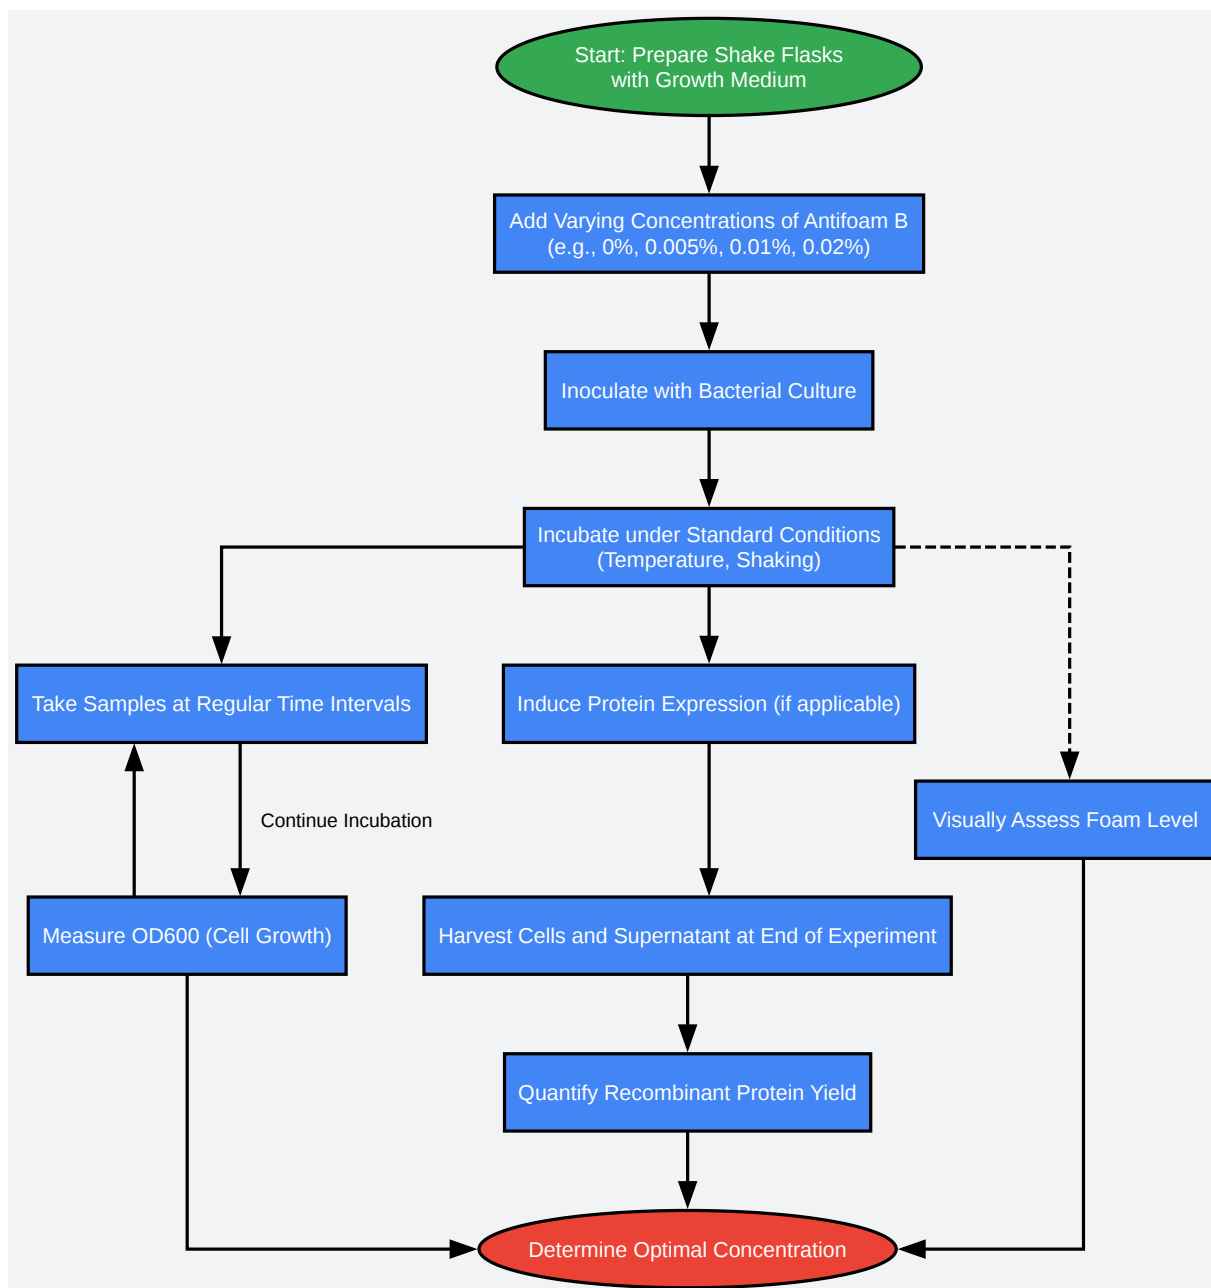 Start: Prepare Shake Flasks
with Growth Medium
Add Varying Concentrations of Antifoam B
(e.g., 0%, 0.005%, 0.01%, 0.02%)
Inoculate with Bacterial Culture
Incubate under Standard Conditions
(Temperature, Shaking)
Take Samples at Regular Time Intervals
Induce Protein Expression (if applicable)
Continue Incubation
Visually Assess Foam Level
Measure OD600 (Cell Growth)
Harvest Cells and Supernatant at End of Experiment
Quantify Recombinant Protein Yield
Determine Optimal Concentration